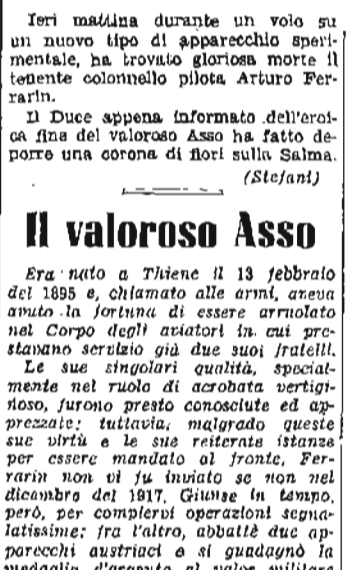 Ieri mattina durante un volo su
un nuovo tipo di apparecchio speri-
mentale, ha trovato gloriosa morte il
tenente colonnello pilota Arturo Fer-
rarin.
Il Duce appena informato dell'eroi-
ca fine del valoroso Asso ha fatto de-
porre una corona di fiori sulla Salma.
(Stefani)
Il valoroso Asso
Era nato a Thiene il 13 febbraio
del 1895 e, chiamato alle armi, aveva
avuto la fortuna di essere arruolato
nel Corpo degli aviatori in cui pre-
stavano servizio già due suoi fratelli.
Le sue singolari qualità, special-
mente nel ruolo di acrobata vertigi-
noso, furono presto conosciute ed ap-
prezzate; tuttavia, malgrado queste
sue virtù e le sue reiterate istanze
per essere mandato al fronte, Fer-
rarin non vi fu inviato se non nel
dicembre del 1917. Giunse in tempo,
però, per compiervi operazioni segna-
latissime: fra l'altro, abbattè due ap-
parecchi austriaci e si guadagnò la
medaglia d'argento al valor militare